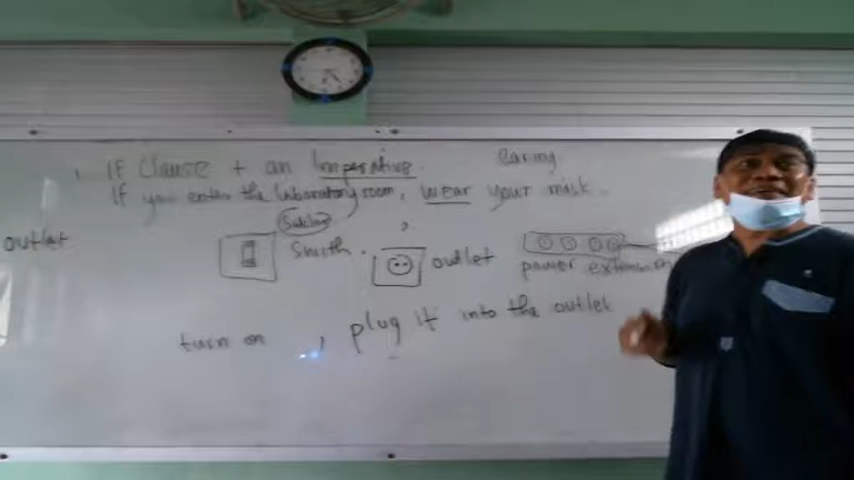 IF Clause + an Imperative.
earing
If you enter the laboratory room, wear your mask.
outlet
outlet
power extension
turn on , plug it into the outlet